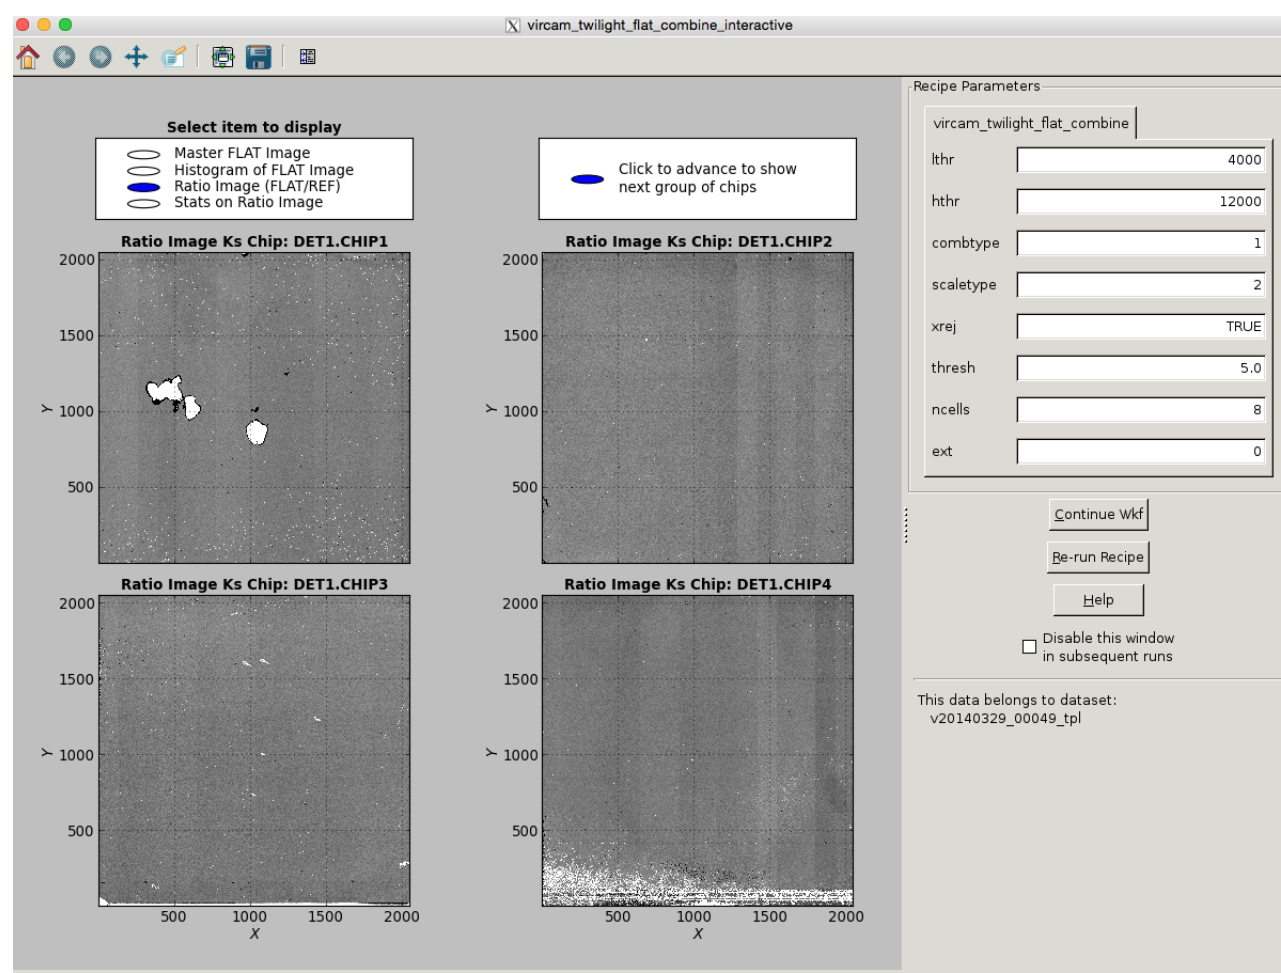 vircam_twilight_flat_combine_interactive
Select item to display
Master FLAT Image
Histogram of FLAT Image
Ratio Image (FLAT/REF)
Stats on Ratio Image
Click to advance to show
next group of chips
Ratio Image Ks Chip: DET1.CHIP1
2000
1500
1000
500
Y
Ratio Image Ks Chip: DET1.CHIP2
2000
1500
1000
500
Y
Ratio Image Ks Chip: DET1.CHIP3
2000
1500
1000
500
Y
500 1000 1500 2000
X
Ratio Image Ks Chip: DET1.CHIP4
2000
1500
1000
500
Y
500 1000 1500 2000
X
Recipe Parameters
vircam_twilight_flat_combine
lthr 4000
hthr 12000
combtype 1
scaletype 2
xrej TRUE
thresh 5.0
ncells 8
ext 0
Continue Wkf
Re-run Recipe
Help
Disable this window
in subsequent runs
This data belongs to dataset:
v20140329_00049_tpl